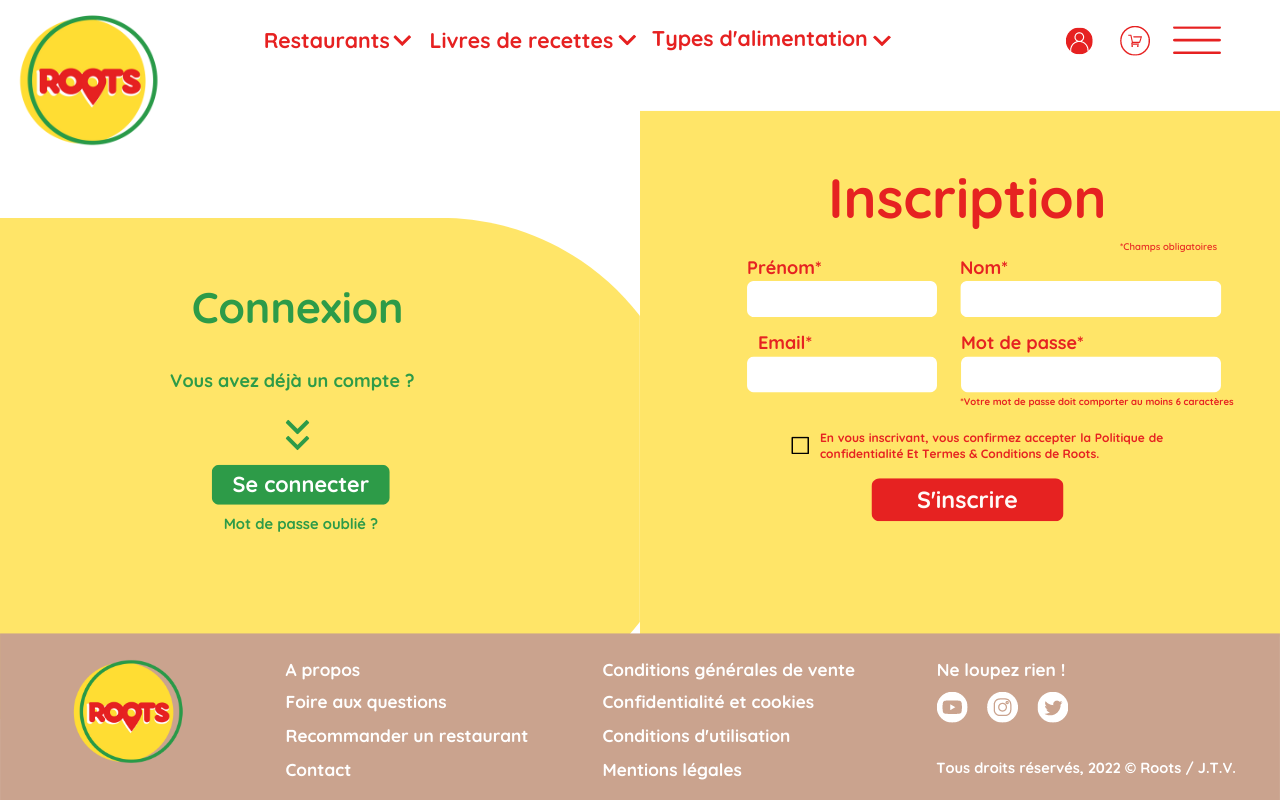 ROOTS
Restaurants
Livres de recettes
Types d'alimentation
Connexion
Vous avez déjà un compte ?
Se connecter
Mot de passe oublié ?
Inscription
*Champs obligatoires
Prénom*
Nom*
Email*
Mot de passe*
*Votre mot de passe doit comporter au moins 6 caractères
En vous inscrivant, vous confirmez accepter la Politique de
confidentialité Et Termes & Conditions de Roots.
S'inscrire
ROOTS
A propos
Foire aux questions
Recommander un restaurant
Contact
Conditions générales de vente
Confidentialité et cookies
Conditions d'utilisation
Mentions légales
Ne loupez rien !
Tous droits réservés, 2022 © Roots / J.T.V.